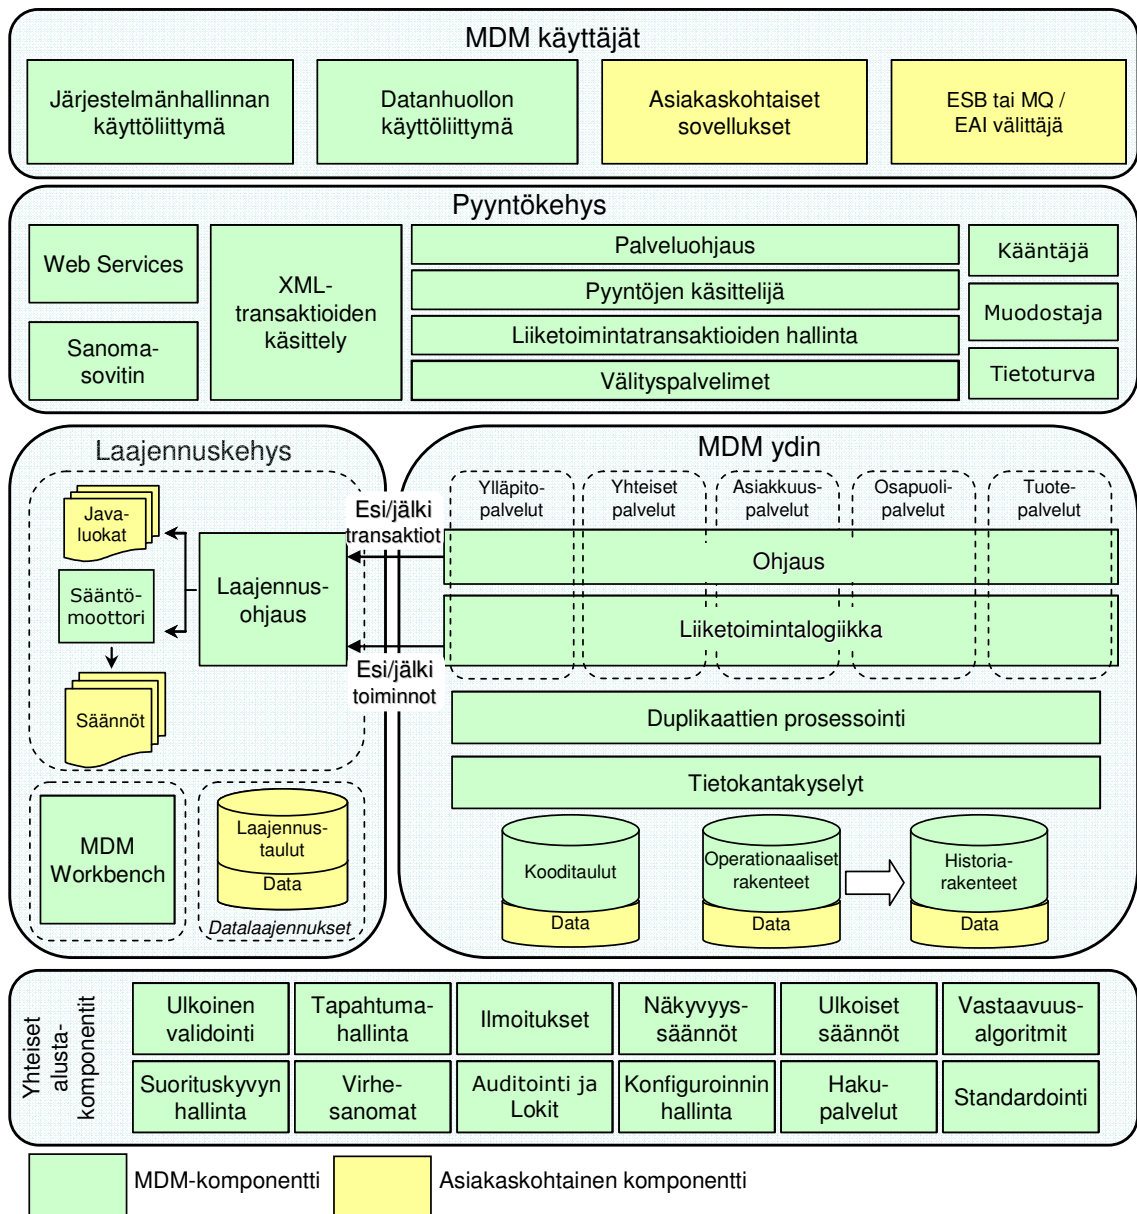 MDM käyttäjät
Järjestelmänhallinnan
käyttöliittymä
Datanhuollon
käyttöliittymä
Asiakaskohtaiset
sovellukset
ESB tai MQ /
EAI välittäjä
Pyyntökehys
Web Services
Sanoma-
sovitin
XML-
transaktioiden
käsittely
Palveluohjaus
Pyyntöjen käsittelijä
Liiketoimintatransaktioiden hallinta
Välityspalvelimet
Kääntäjä
Muodostaja
Tietoturva
Laajennuskehys
Java-
luokat
Sääntö-
moottori
Säännöt
Laajennus-
ohjaus
Esi/jälki
transaktiot
Esi/jälki
toiminnot
MDM
Workbench
Laajennus-
taulut
Data
Datalaajennukset
MDM ydin
Ylläpito-
palvelut
Yhteiset
palvelut
Asiakkuus-
palvelut
Osapuoli-
palvelut
Tuote-
palvelut
Ohjaus
Liiketoimintalogiikka
Duplikaattien prosessointi
Tietokantakyselyt
Kooditaulut
Data
Operationaaliset
rakenteet
Data
Historia-
rakenteet
Data
Yhteiset
alusta-
komponentit
Ulkoinen
validointi
Tapahtuma-
hallinta
Ilmoitukset
Näkyvyys-
säännöt
Ulkoiset
säännöt
Vastaavuus-
algoritmit
Suorituskyvyn
hallinta
Virhe-
sanomat
Auditointi ja
Lokit
Konfiguroinnin
hallinta
Haku-
palvelut
Standardointi
MDM-komponentti
Asiakaskohtainen komponentti